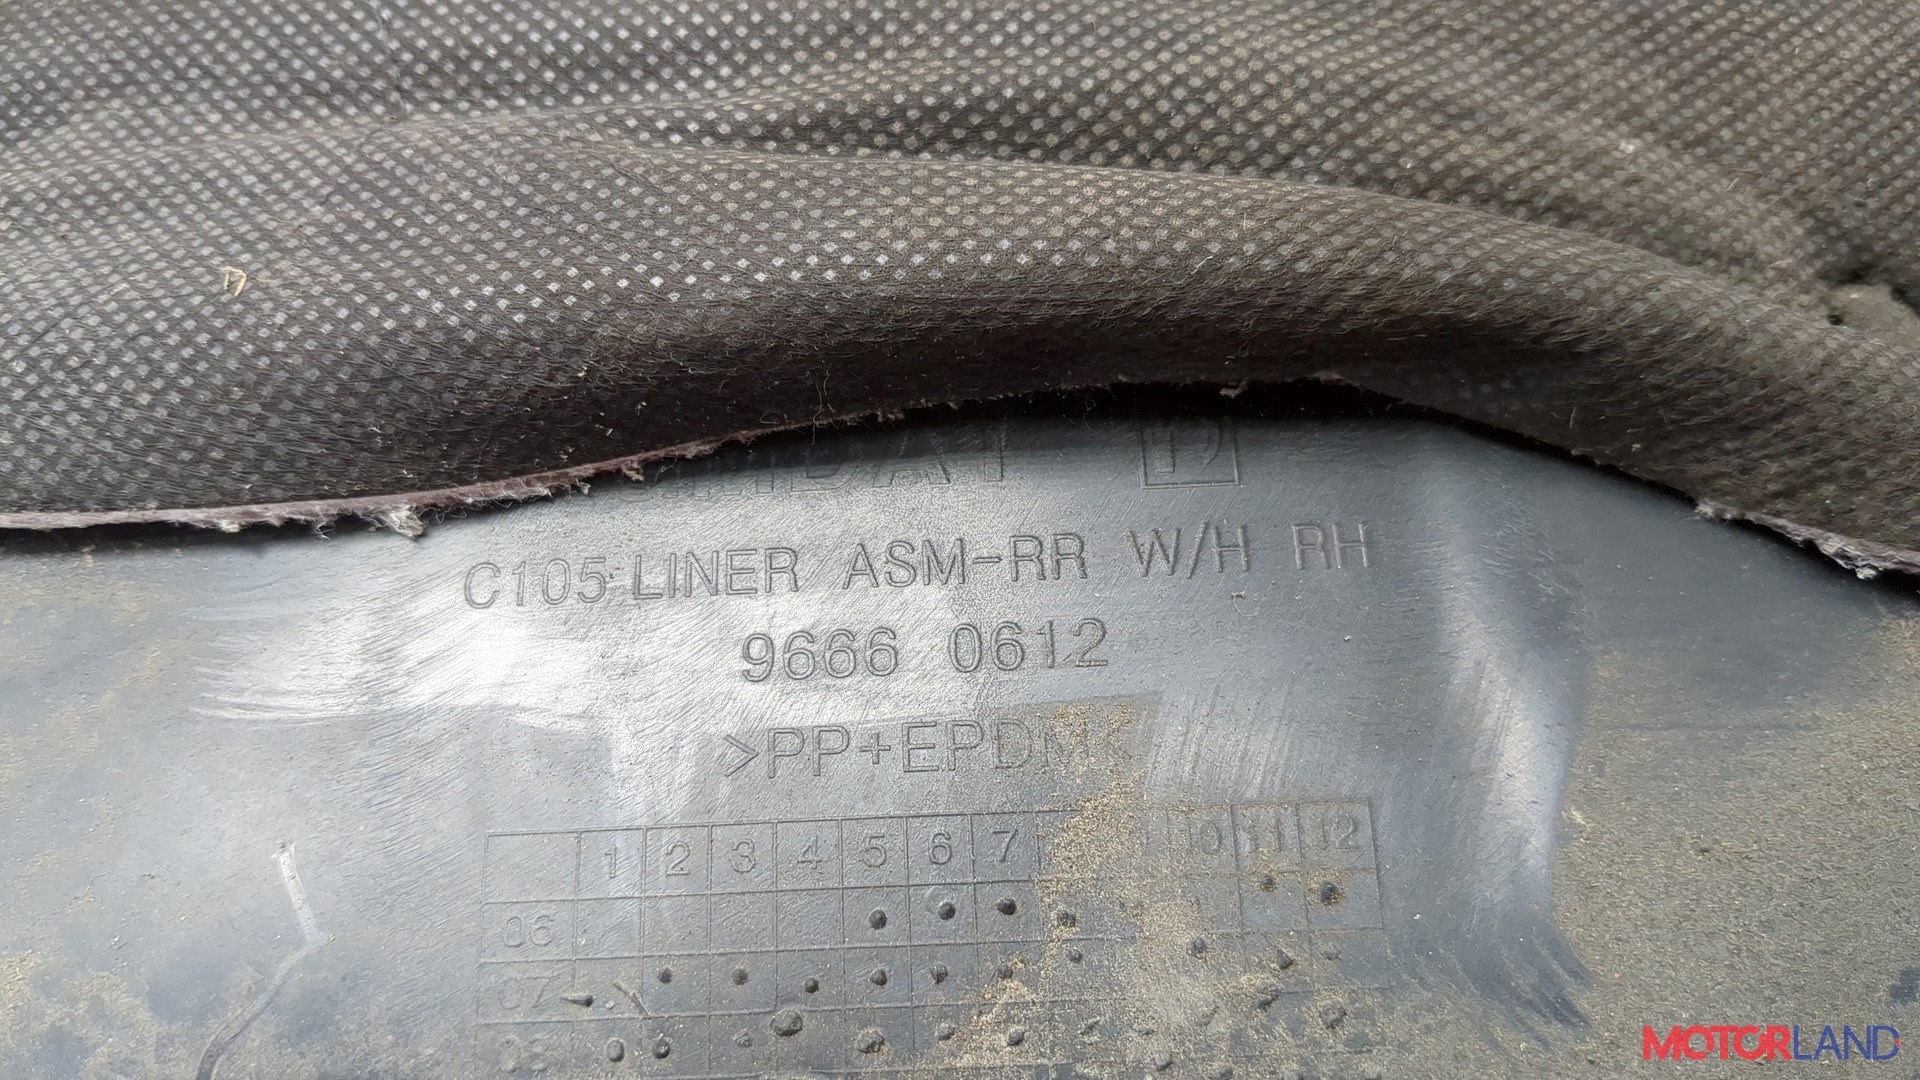 C105 LINER ASM-RR W/H RH
9666 0612
>PP+EPDM<
1 2 3 4 5 6 7 10 11 12
06
07
08
MOTORLAND